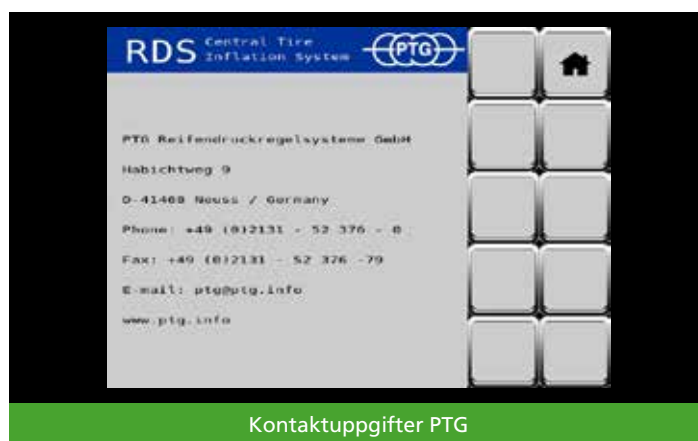 RDS Central Tire
Inflation System PTG
PTG Reifendruckregelsysteme GmbH
Habichtweg 9
D-41468 Neuss / Germany
Phone: +49 (0)2131 - 52 376 - 0
Fax: +49 (0)2131 - 52 376 -79
E-mail: ptg@ptg.info
www.ptg.info
Kontaktuppgifter PTG